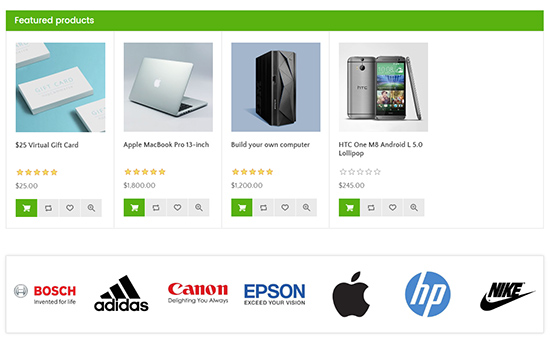 Featured products
GIFT CARD
$25 Virtual Gift Card
$25.00
Apple MacBook Pro 13-inch
$1,800.00
Build your own computer
$1,200.00
hTC
HTC One M8 Android L 5.0
Lollipop
$245.00
BOSCH
Invented for life
adidas
Canon
Delighting You Always
EPSON
EXCEED YOUR VISION
hp
NIKE